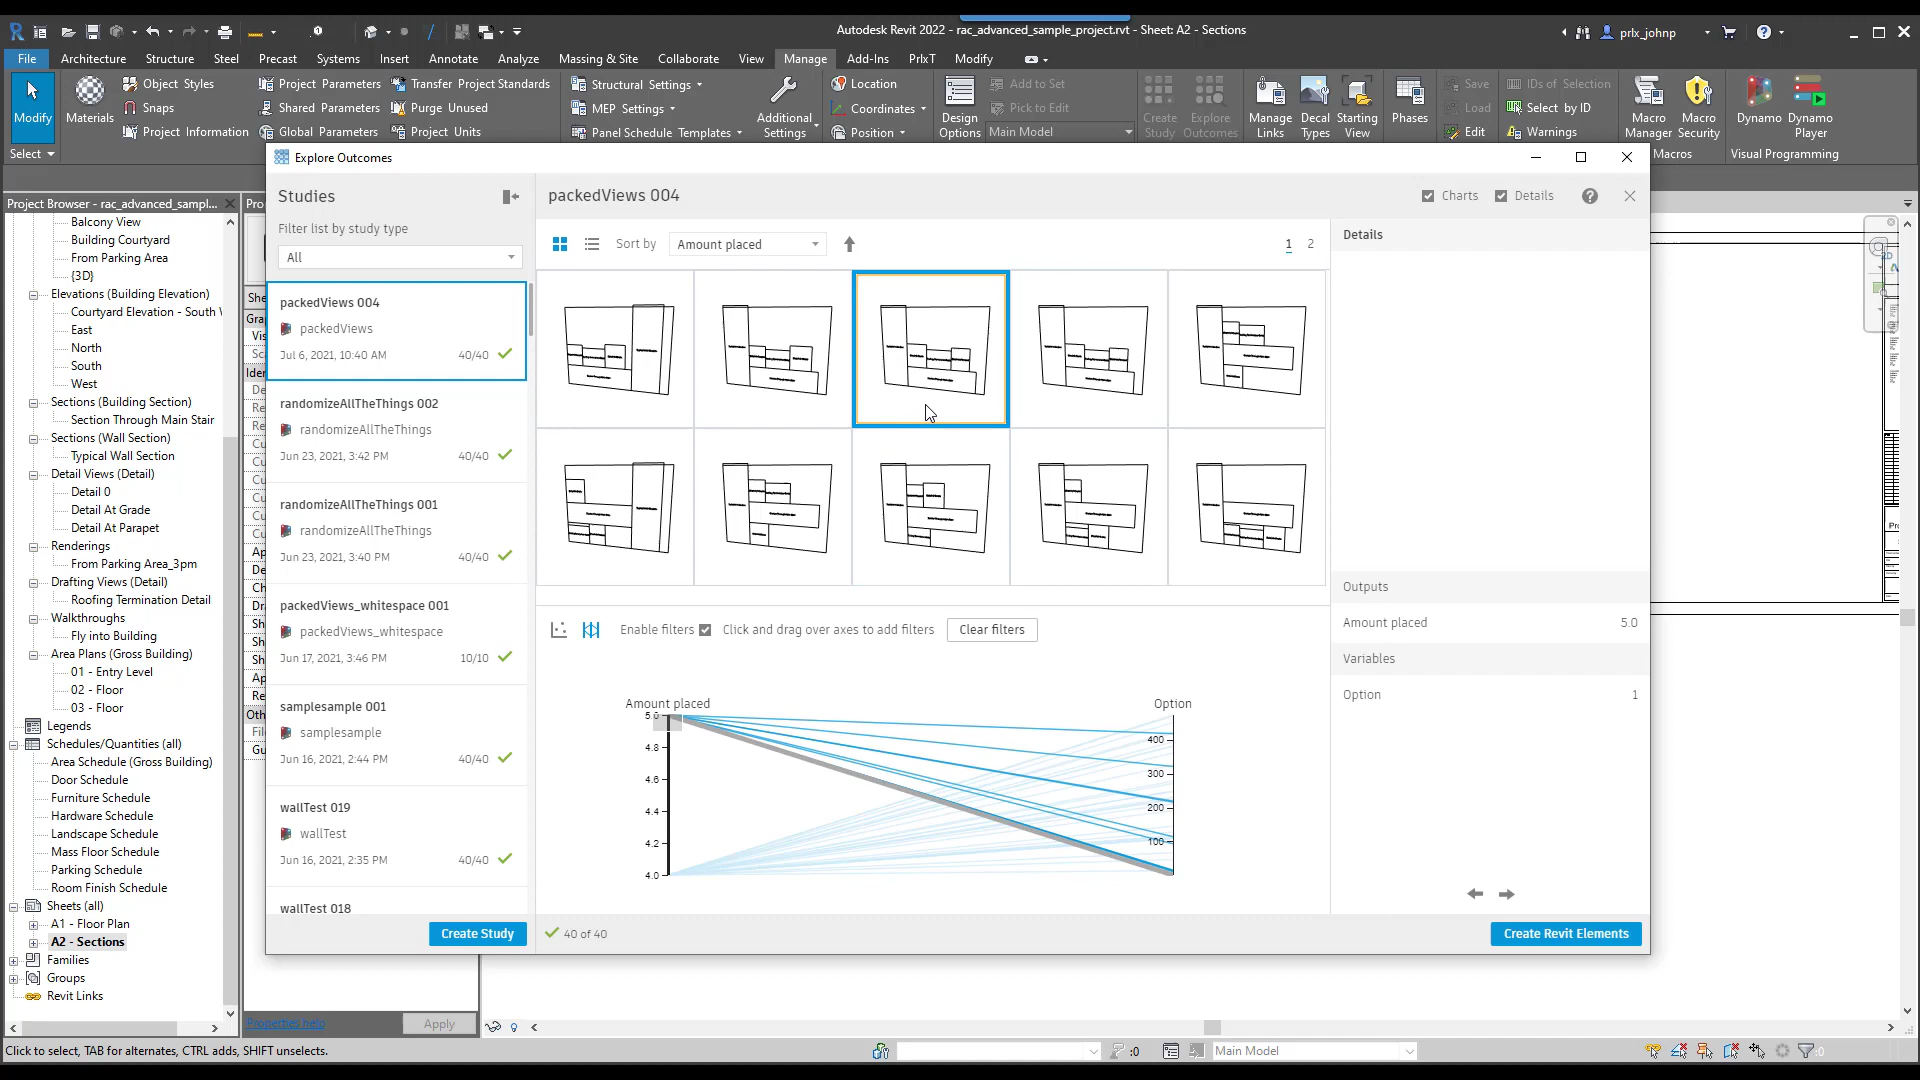 Autodesk Revit 2022 - rac_advanced_sample_project.rvt - Sheet: A2 - Sections
prlx_johnp
File Architecture Structure Steel Precast Systems Insert Annotate Analyze Massing & Site Collaborate View Manage Add-Ins PrlxT Modify
Modify
Select
Materials
Object Styles
Snaps
Project Information
Project Parameters
Shared Parameters
Global Parameters
Transfer Project Standards
Purge Unused
Project Units
Structural Settings
MEP Settings
Panel Schedule Templates
Additional
Settings
Location
Coordinates
Position
Design
Options
Add to Set
Pick to Edit
Main Model
Create
Study
Explore
Outcomes
Manage
Links
Decal
Types
Starting
View
Phases
Save
Load
Edit
IDs of Selection
Select by ID
Warnings
Macro
Manager
Macro
Security
Macros
Dynamo
Dynamo
Player
Visual Programming
Project Browser - rac_advanced_sampl...
Balcony View
Building Courtyard
From Parking Area
{3D}
Elevations (Building Elevation)
Courtyard Elevation - South
East
North
South
West
Sections (Building Section)
Section Through Main Stair
Sections (Wall Section)
Typical Wall Section
Detail Views (Detail)
Detail 0
Detail At Grade
Detail At Parapet
Renderings
From Parking Area_3pm
Drafting Views (Detail)
Roofing Termination Detail
Walkthroughs
Fly into Building
Area Plans (Gross Building)
01 - Entry Level
02 - Floor
03 - Floor
Legends
Schedules/Quantities (all)
Area Schedule (Gross Building)
Door Schedule
Furniture Schedule
Hardware Schedule
Landscape Schedule
Mass Floor Schedule
Parking Schedule
Room Finish Schedule
Sheets (all)
A1 - Floor Plan
A2 - Sections
Families
Groups
Revit Links
Properties help
Apply
Explore Outcomes
Studies
Filter list by study type
All
packedViews 004
packedViews
Jul 6, 2021, 10:40 AM 40/40
randomizeAllTheThings 002
randomizeAllTheThings
Jun 23, 2021, 3:42 PM 40/40
randomizeAllTheThings 001
randomizeAllTheThings
Jun 23, 2021, 3:40 PM 40/40
packedViews_whitespace 001
packedViews_whitespace
Jun 17, 2021, 3:46 PM 10/10
samplesample 001
samplesample
Jun 16, 2021, 2:44 PM 40/40
wallTest 019
wallTest
Jun 16, 2021, 2:35 PM 40/40
wallTest 018
Create Study
packedViews 004
Charts Details
Sort by Amount placed
1 2
Enable filters Click and drag over axes to add filters Clear filters
Amount placed
5.0
4.8
4.6
4.4
4.2
4.0
Option
400
300
200
100
Details
Outputs
Amount placed 5.0
Variables
Option 1
40 of 40
Create Revit Elements
Click to select, TAB for alternates, CTRL adds, SHIFT unselects.
:0
Main Model
:0